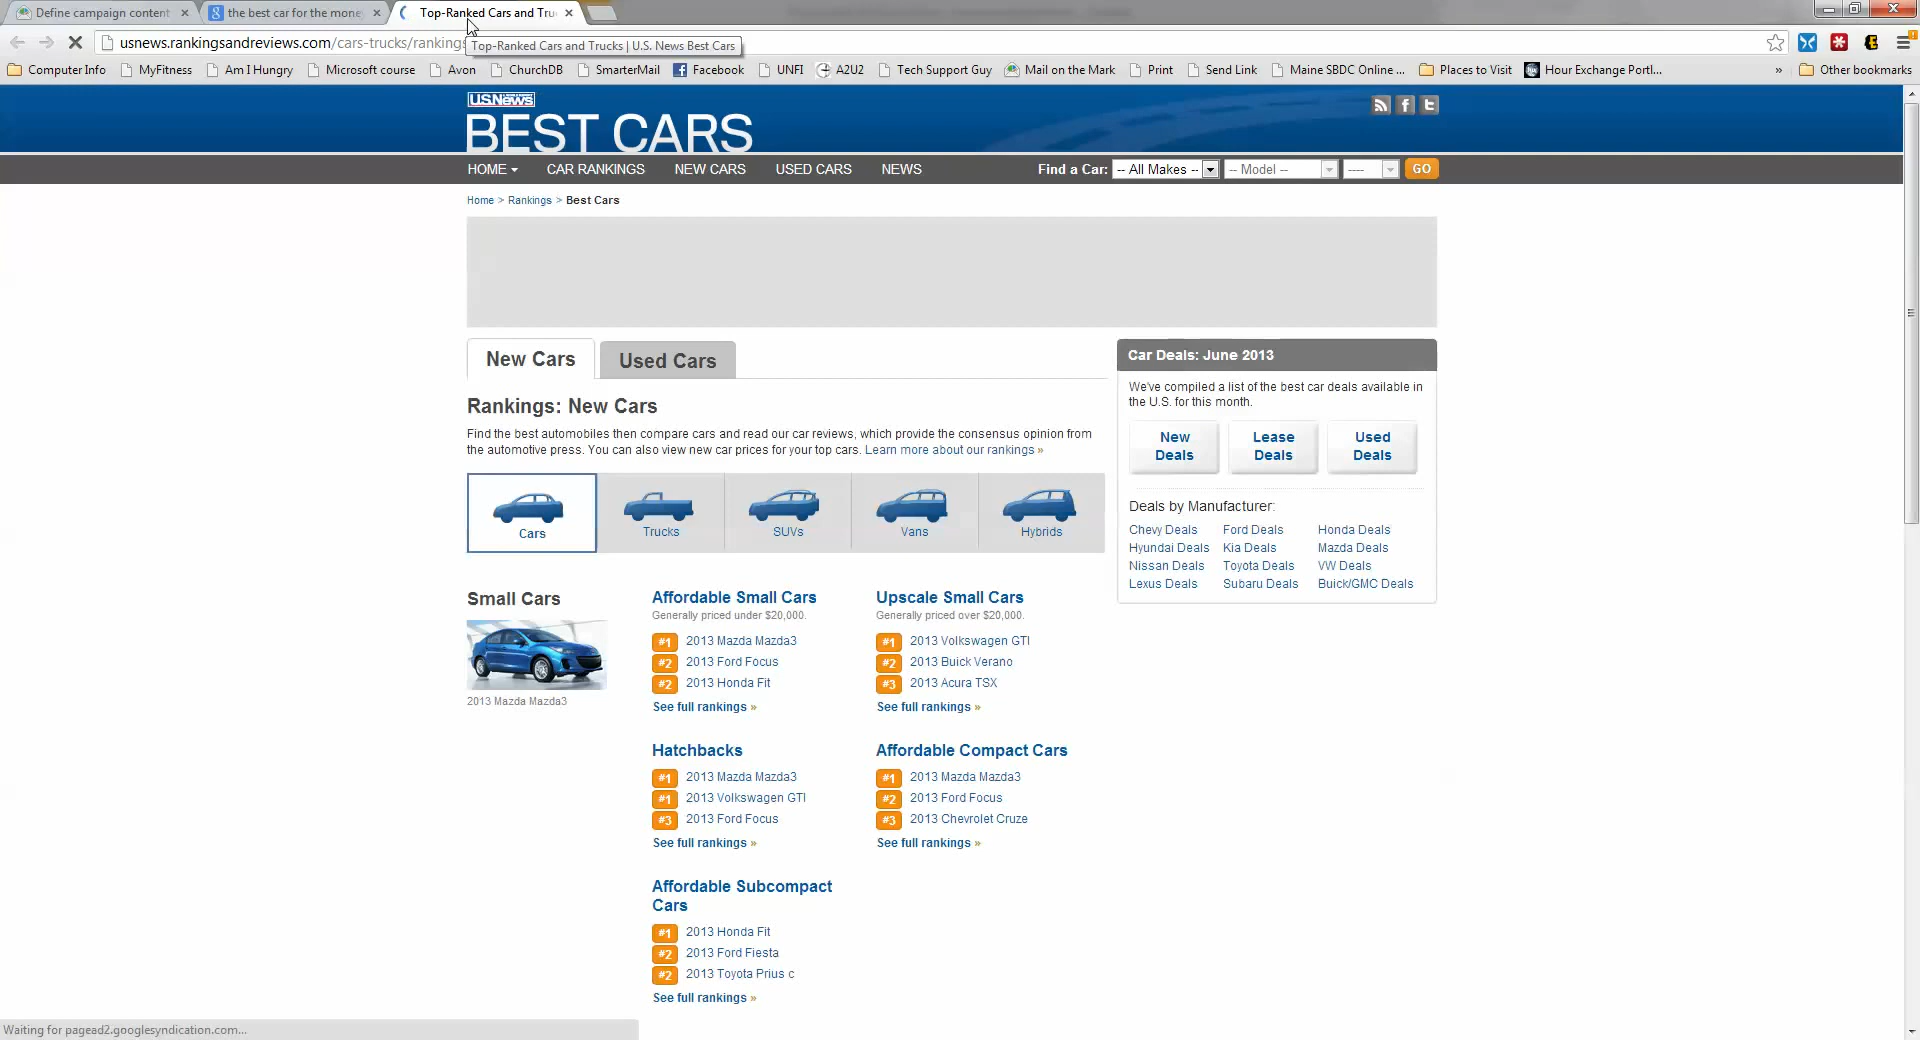 Define campaign content
the best car for the mone
Top-Ranked Cars and Tru
usnews.rankingsandreviews.com/cars-trucks/rankings
Top-Ranked Cars and Trucks | U.S. News Best Cars
Computer Info MyFitness Am I Hungry Microsoft course Avon ChurchDB SmarterMail Facebook UNFI A2U2 Tech Support Guy Mail on the Mark Print Send Link Maine SBDC Online ... Places to Visit Hour Exchange Portl... » Other bookmarks
U.S.News
BEST CARS
HOME CAR RANKINGS NEW CARS USED CARS NEWS Find a Car: -- All Makes -- -- Model -- ---- GO
Home > Rankings > Best Cars
New Cars Used Cars
Rankings: New Cars
Find the best automobiles then compare cars and read our car reviews, which provide the consensus opinion from
the automotive press. You can also view new car prices for your top cars. Learn more about our rankings »
Cars Trucks SUVs Vans Hybrids
Small Cars
2013 Mazda Mazda3
Affordable Small Cars
Generally priced under $20,000.
#1 2013 Mazda Mazda3
#2 2013 Ford Focus
#2 2013 Honda Fit
See full rankings »
Upscale Small Cars
Generally priced over $20,000.
#1 2013 Volkswagen GTI
#2 2013 Buick Verano
#3 2013 Acura TSX
See full rankings »
Hatchbacks
#1 2013 Mazda Mazda3
#1 2013 Volkswagen GTI
#3 2013 Ford Focus
See full rankings »
Affordable Compact Cars
#1 2013 Mazda Mazda3
#2 2013 Ford Focus
#3 2013 Chevrolet Cruze
See full rankings »
Affordable Subcompact
Cars
#1 2013 Honda Fit
#2 2013 Ford Fiesta
#2 2013 Toyota Prius c
See full rankings »
Car Deals: June 2013
We've compiled a list of the best car deals available in
the U.S. for this month.
New Deals
Lease Deals
Used Deals
Deals by Manufacturer:
Chevy Deals Ford Deals Honda Deals
Hyundai Deals Kia Deals Mazda Deals
Nissan Deals Toyota Deals VW Deals
Lexus Deals Subaru Deals Buick/GMC Deals
Waiting for pagead2.googlesyndication.com...